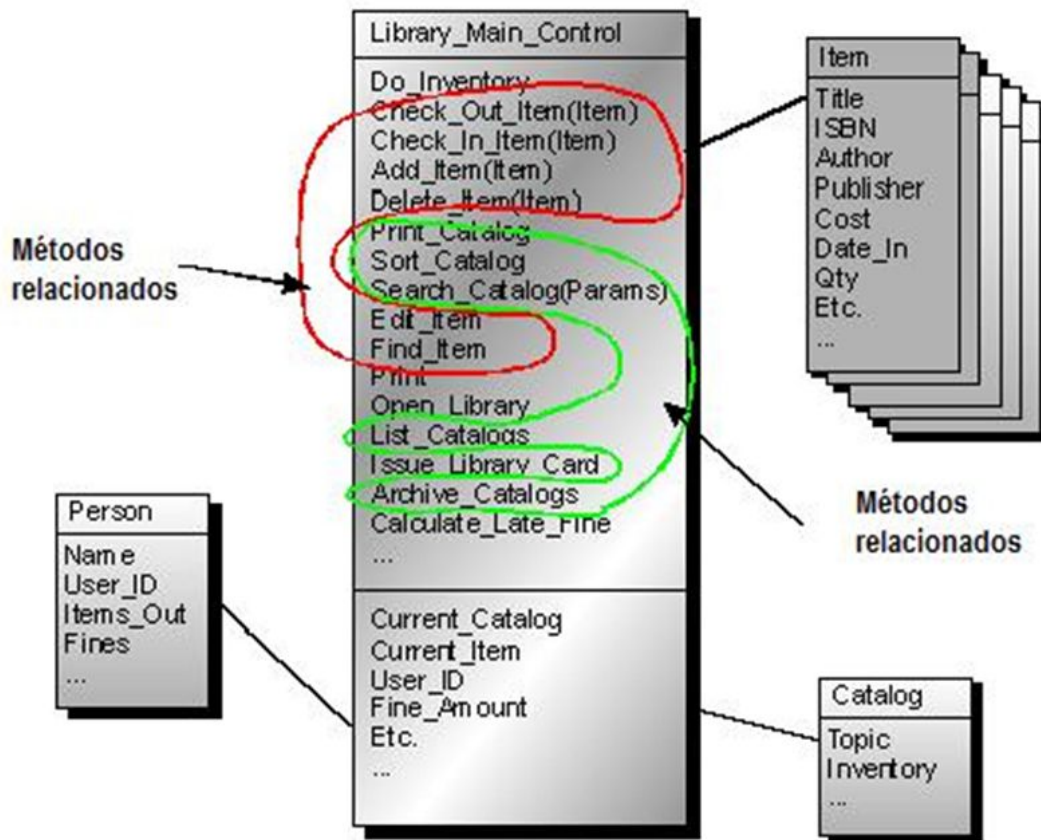 Library_Main_Control
Do_Inventory
Check_Out_Item(Item)
Check_In_Item(Item)
Add_Item(Item)
Delete_Item(Item)
Print_Catalog
Sort_Catalog
Search_Catalog(Params)
Edit_Item
Find_Item
Print
Open_Library
List_Catalogs
Issue_Library_Card
Archive_Catalogs
Calculate_Late_Fine
...
Current_Catalog
Current_Item
User_ID
Fine_Amount
Etc.
...
Item
Title
ISBN
Author
Publisher
Cost
Date_In
Qty
Etc.
...
Métodos
relacionados
Métodos
relacionados
Person
Name
User_ID
Items_Out
Fines
...
Catalog
Topic
Inventory
...